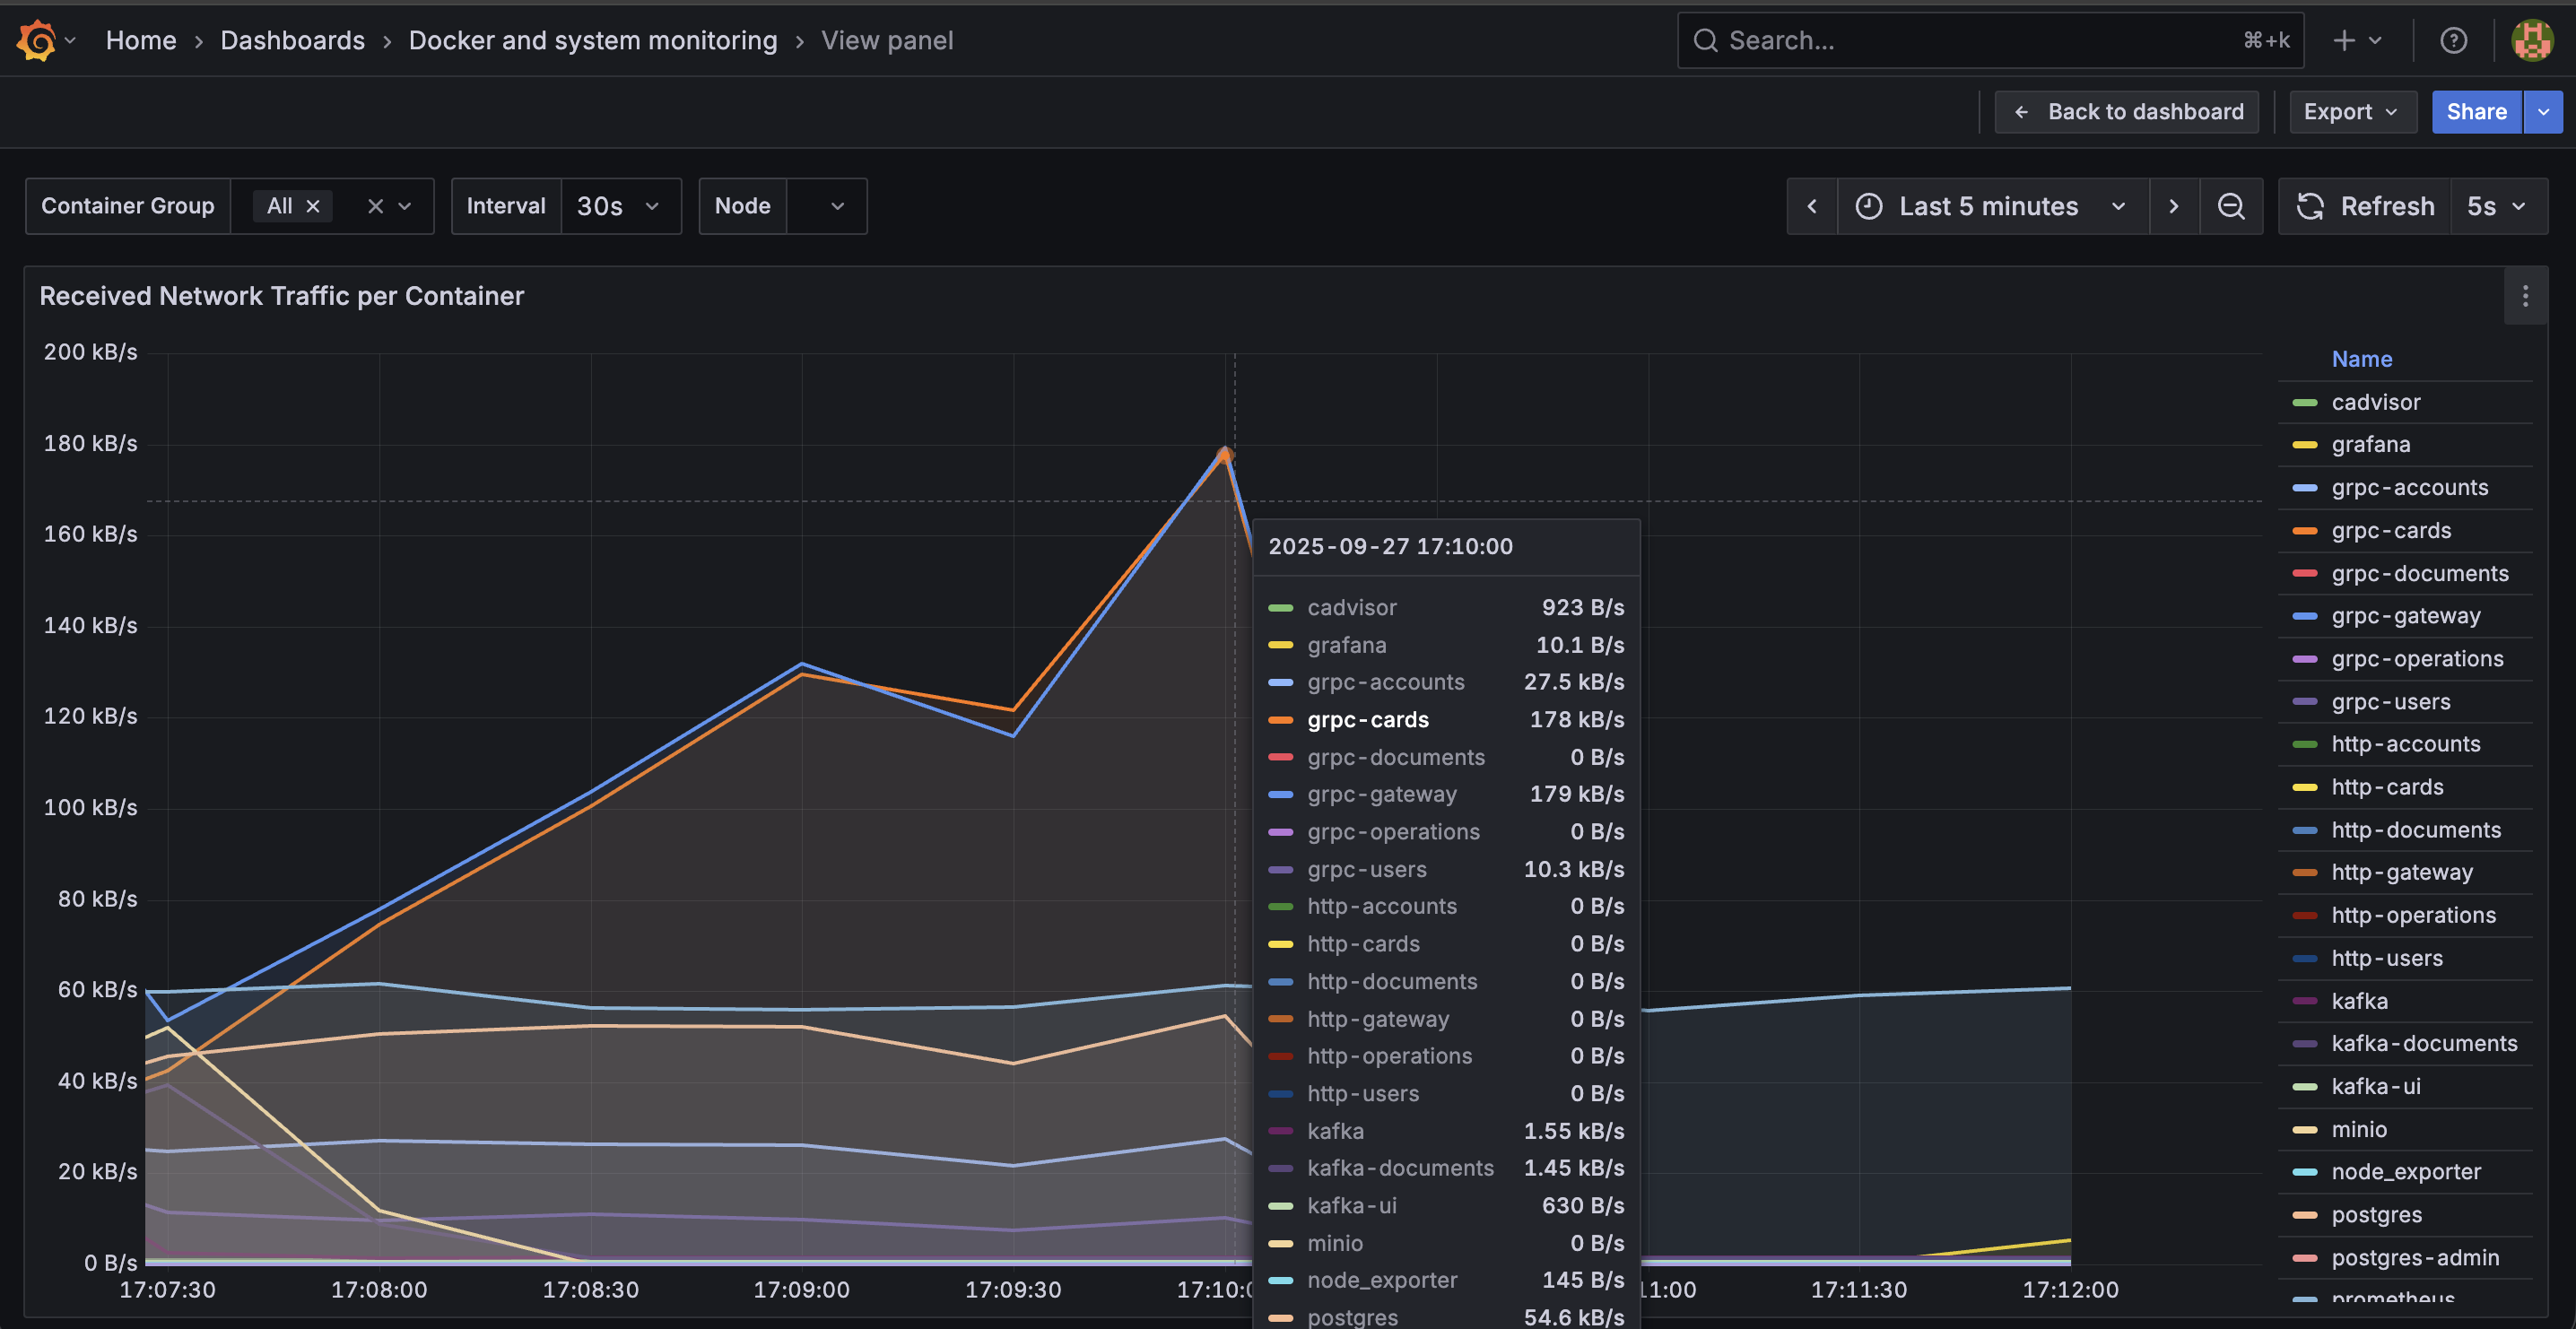 Home › Dashboards › Docker and system monitoring › View panel
Search...
⌘+k
Back to dashboard
Export
Share
Container Group
All
Interval
30s
Node
Last 5 minutes
Refresh
5s
Received Network Traffic per Container
200 kB/s
180 kB/s
160 kB/s
140 kB/s
120 kB/s
100 kB/s
80 kB/s
60 kB/s
40 kB/s
20 kB/s
0 B/s
17:07:30
17:08:00
17:08:30
17:09:00
17:09:30
17:10:0
11:00
17:11:30
17:12:00
2025-09-27 17:10:00
cadvisor 923 B/s
grafana 10.1 B/s
grpc-accounts 27.5 kB/s
grpc-cards 178 kB/s
grpc-documents 0 B/s
grpc-gateway 179 kB/s
grpc-operations 0 B/s
grpc-users 10.3 kB/s
http-accounts 0 B/s
http-cards 0 B/s
http-documents 0 B/s
http-gateway 0 B/s
http-operations 0 B/s
http-users 0 B/s
kafka 1.55 kB/s
kafka-documents 1.45 kB/s
kafka-ui 630 B/s
minio 0 B/s
node_exporter 145 B/s
postgres 54.6 kB/s
Name
cadvisor
grafana
grpc-accounts
grpc-cards
grpc-documents
grpc-gateway
grpc-operations
grpc-users
http-accounts
http-cards
http-documents
http-gateway
http-operations
http-users
kafka
kafka-documents
kafka-ui
minio
node_exporter
postgres
postgres-admin
prometheus